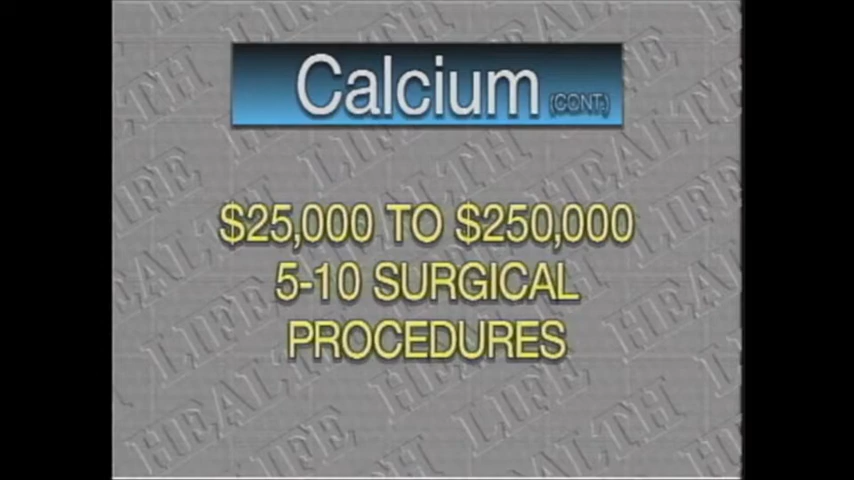 Calcium (CONT.)
$25,000 TO $250,000
5-10 SURGICAL
PROCEDURES